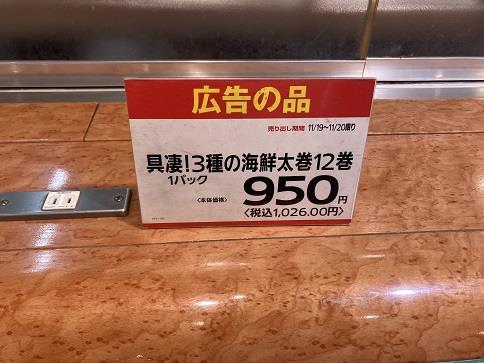 広告の品
売り出し期間 11/19～11/20限り
具凄!3種の海鮮太巻12巻
1パック
〈本体価格〉 950円
〈税込1,026.00円〉